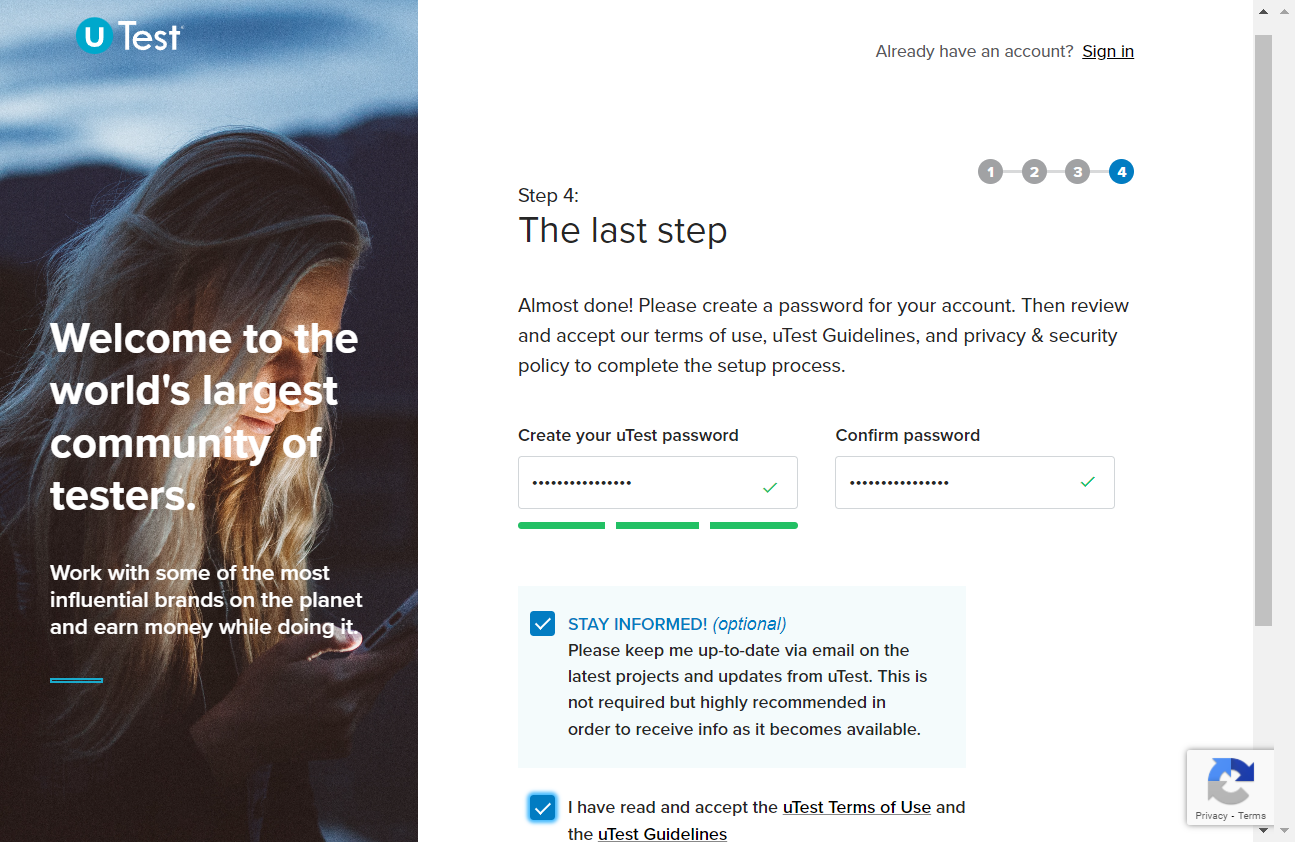 U Test
Already have an account? Sign in
1 2 3 4
Step 4:
The last step
Almost done! Please create a password for your account. Then review
and accept our terms of use, uTest Guidelines, and privacy & security
policy to complete the setup process.
Create your uTest password
Confirm password
STAY INFORMED! (optional)
Please keep me up-to-date via email on the
latest projects and updates from uTest. This is
not required but highly recommended in
order to receive info as it becomes available.
I have read and accept the uTest Terms of Use and
the uTest Guidelines
Welcome to the
world's largest
community of
testers.
Work with some of the most
influential brands on the planet
and earn money while doing it.
Privacy - Terms